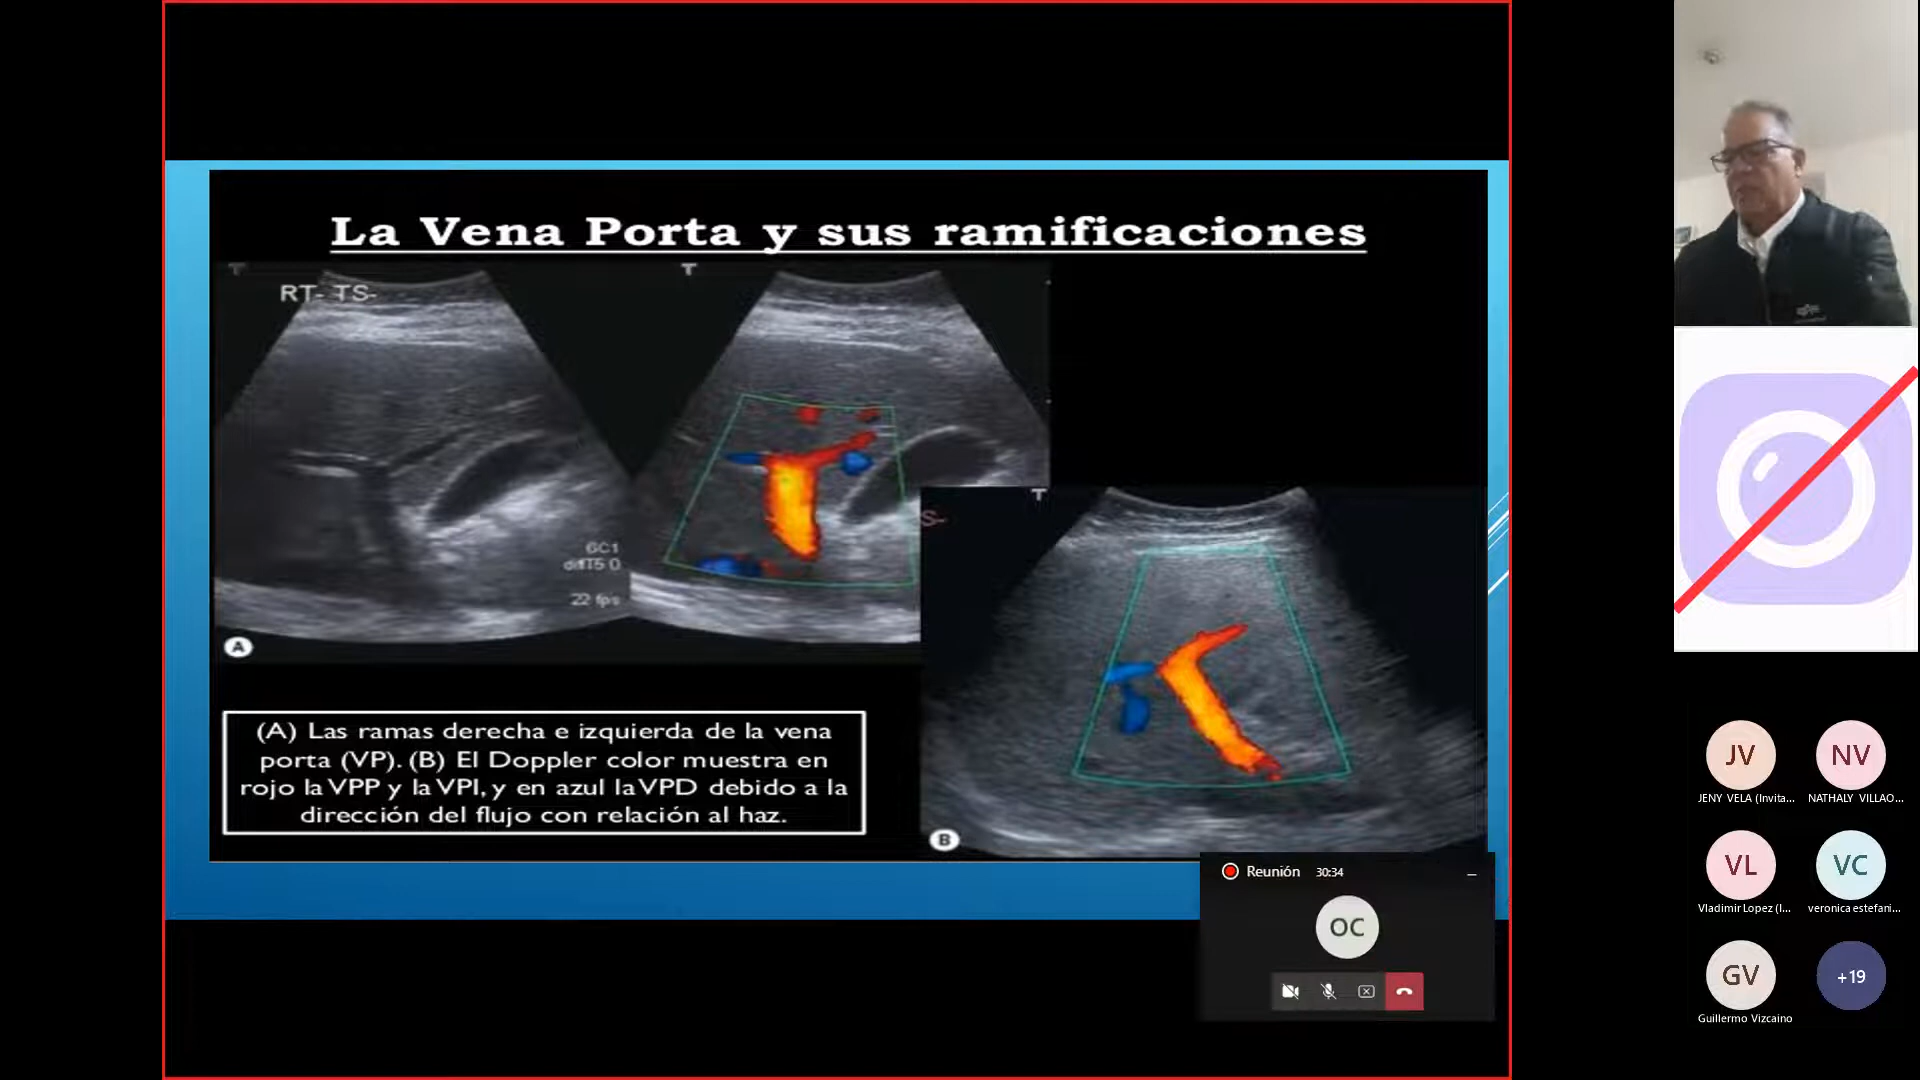 La Vena Porta y sus ramificaciones
T
T
RT- TS-
6C1
diffT5 0
22 fps
A
T
S-
B
(A) Las ramas derecha e izquierda de la vena
porta (VP). (B) El Doppler color muestra en
rojo la VPP y la VPI, y en azul la VPD debido a la
dirección del flujo con relación al haz.
Reunión 30:34
OC
JV
NV
JENY VELA (Invita...
NATHALY VILLAO...
VL
VC
Vladimir Lopez (I...
veronica estefani...
GV
+19
Guillermo Vizcaino